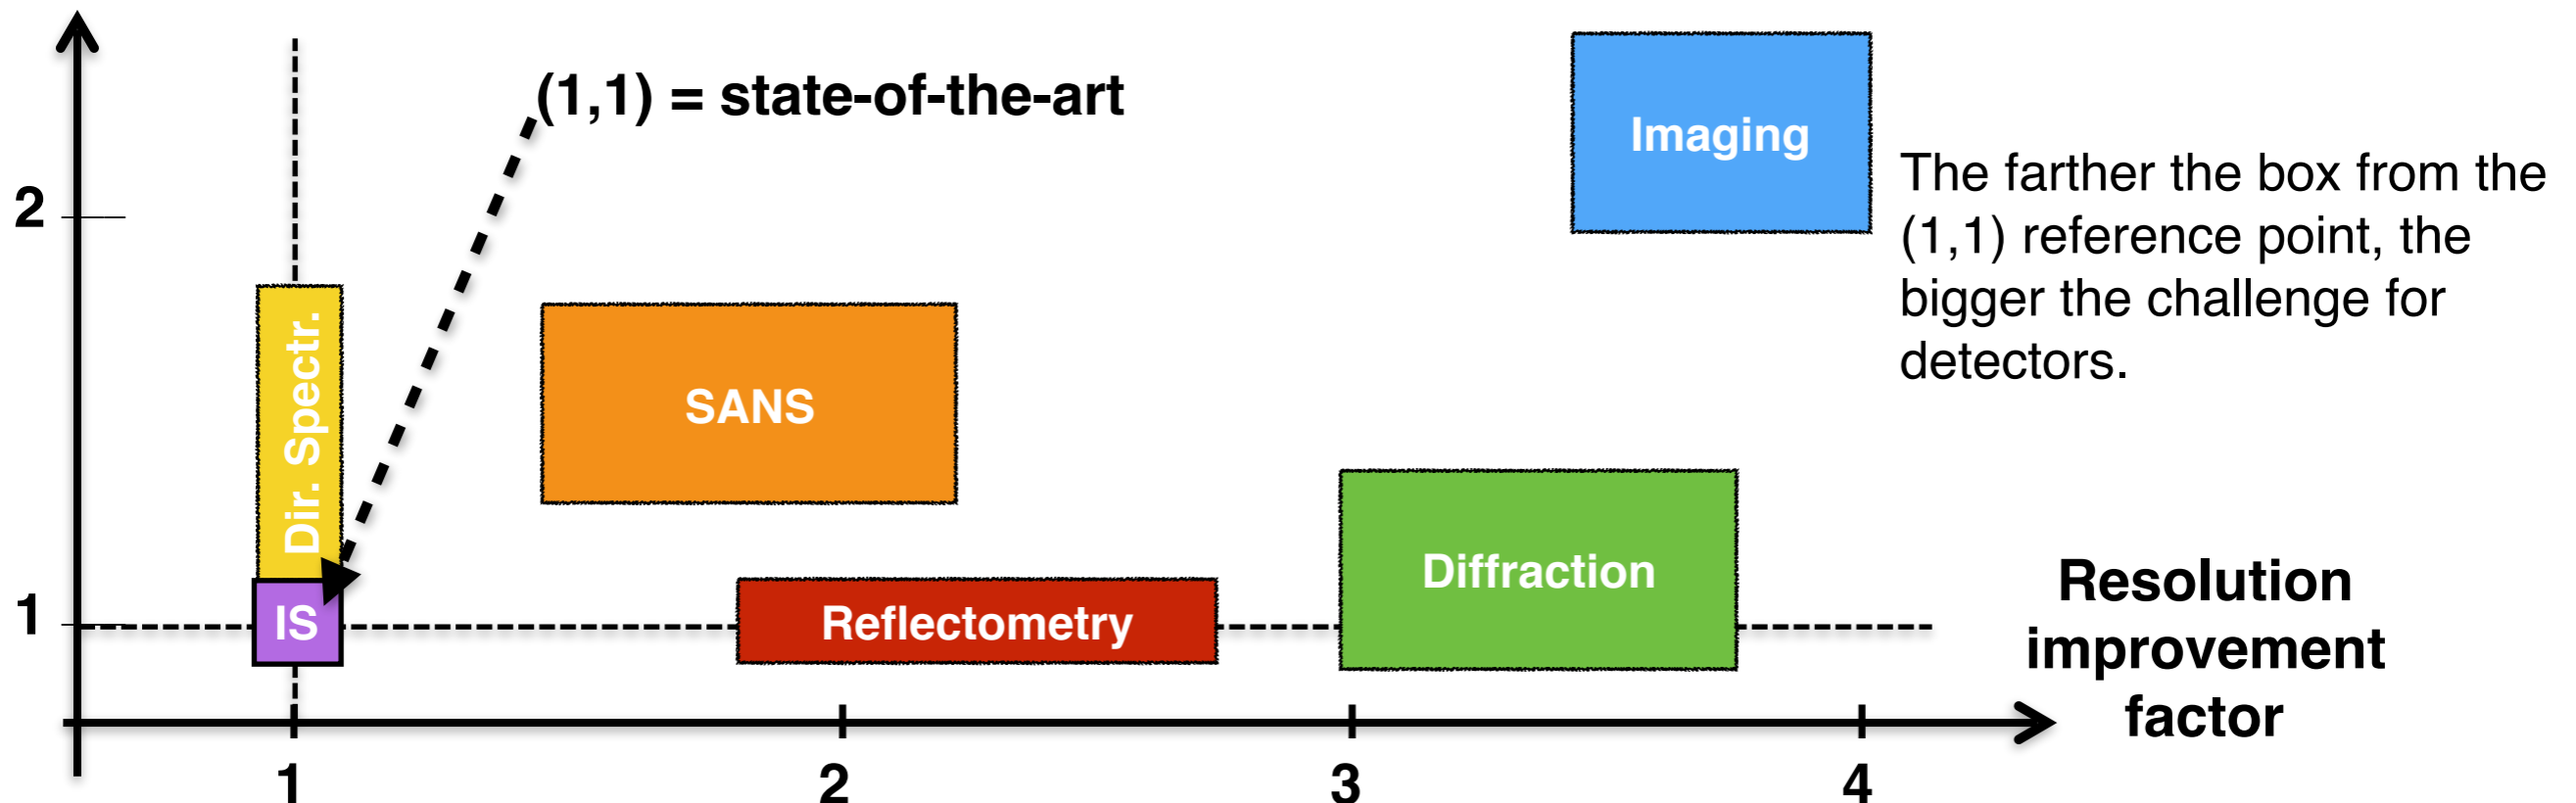 (1,1) = state-of-the-art
Imaging
The farther the box from the
(1,1) reference point, the
bigger the challenge for
detectors.
2
Dir. Spectr.
SANS
Diffraction
1
IS
Reflectometry
Resolution
improvement
factor
1
2
3
4